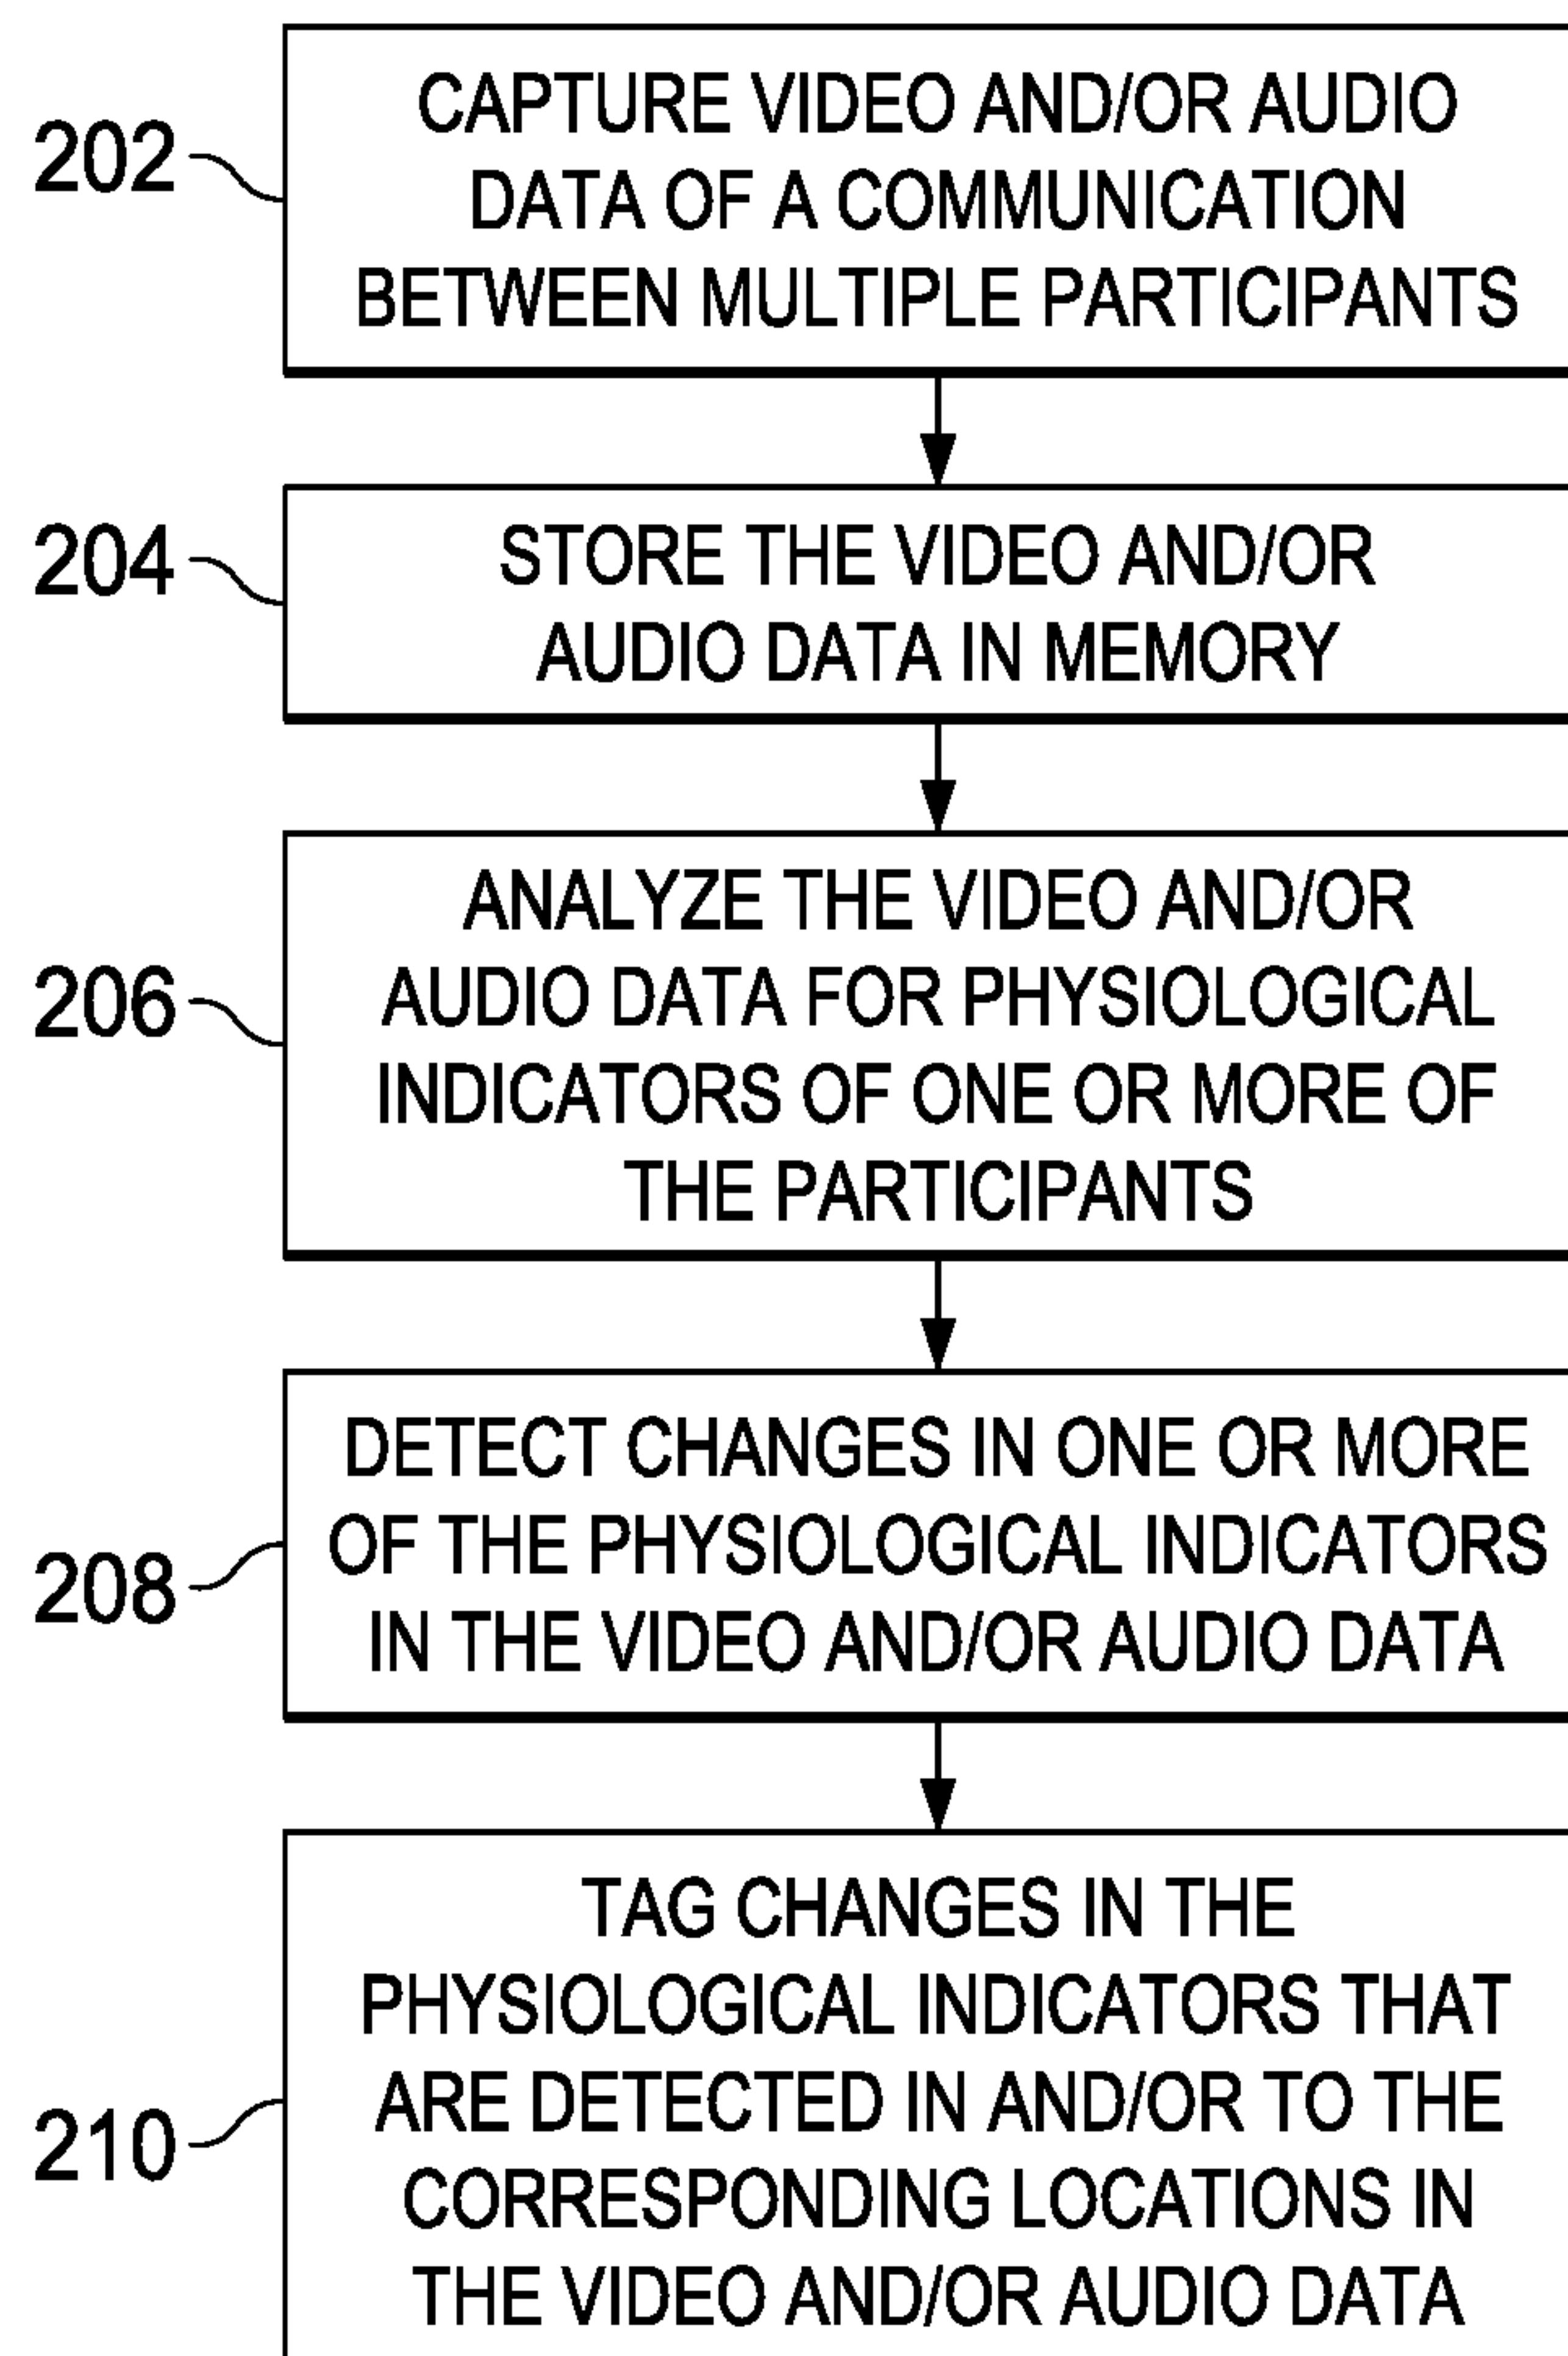 CAPTURE VIDEO AND/OR AUDIO
202
DATA OF A COMMUNICATION
BETWEEN MULTIPLE PARTICIPANTS
STORE THE VIDEO AND/OR
204
AUDIO DATA IN MEMORY
ANALYZE THE VIDEO AND/OR
AUDIO DATA FOR PHYSIOLOGICAL
206
INDICATORS OF ONE OR MORE OF
THE PARTICIPANTS
DETECT CHANGES IN ONE OR MORE
OF THE PHYSIOLOGICAL INDICATORS
208
IN THE VIDEO AND/OR AUDIO DATA
TAG CHANGES IN THE
PHYSIOLOGICAL INDICATORS THAT
ARE DETECTED IN AND/OR TO THE
210
CORRESPONDING LOCATIONS IN
THE VIDEO AND/OR AUDIO DATA